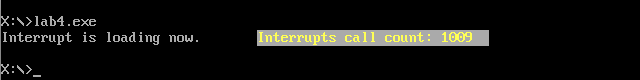 X:\>lab4.exe
Interrupt is loading now. Interrupts call count: 1009
X:\>_